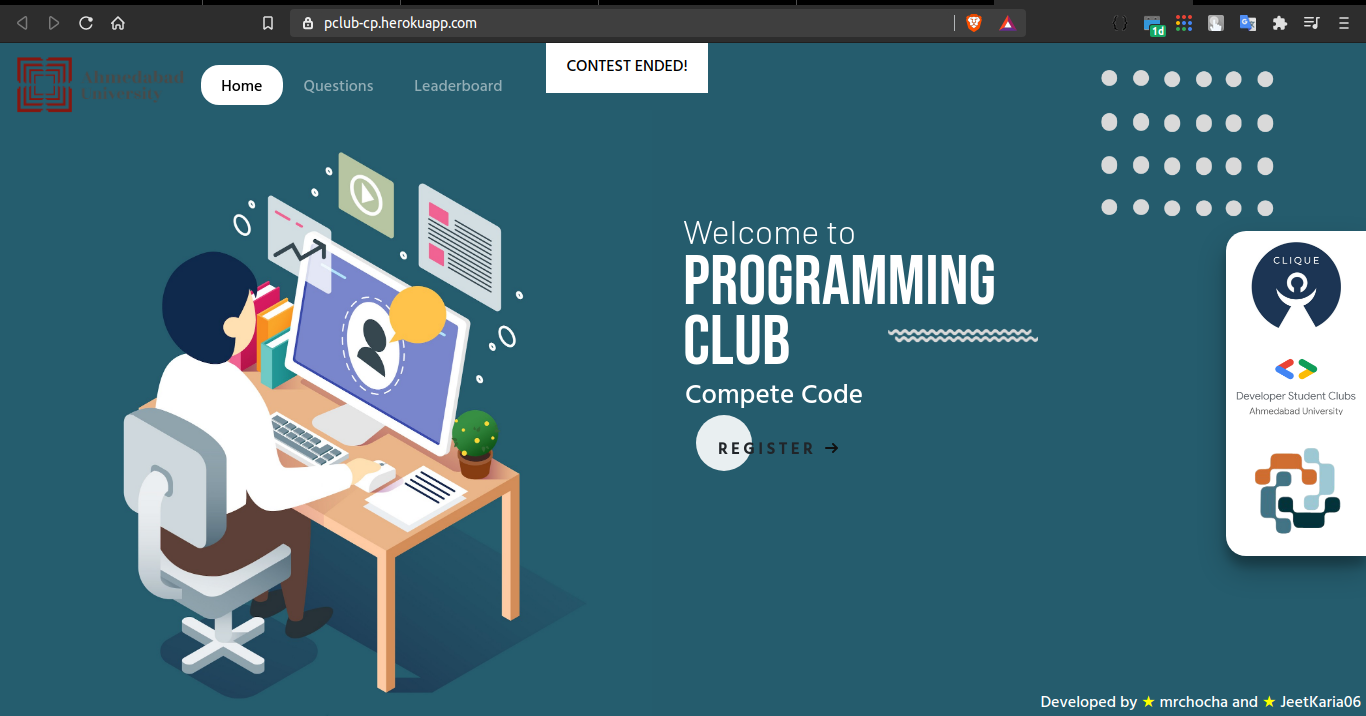 pclub-cp.herokuapp.com
1d
Ahmedabad
University
Home
Questions
Leaderboard
CONTEST ENDED!
Welcome to
PROGRAMMING
CLUB
Compete Code
REGISTER →
CLIQUE
Developer Student Clubs
Ahmedabad University
Developed by ★ mrchocha and ★ JeetKaria06